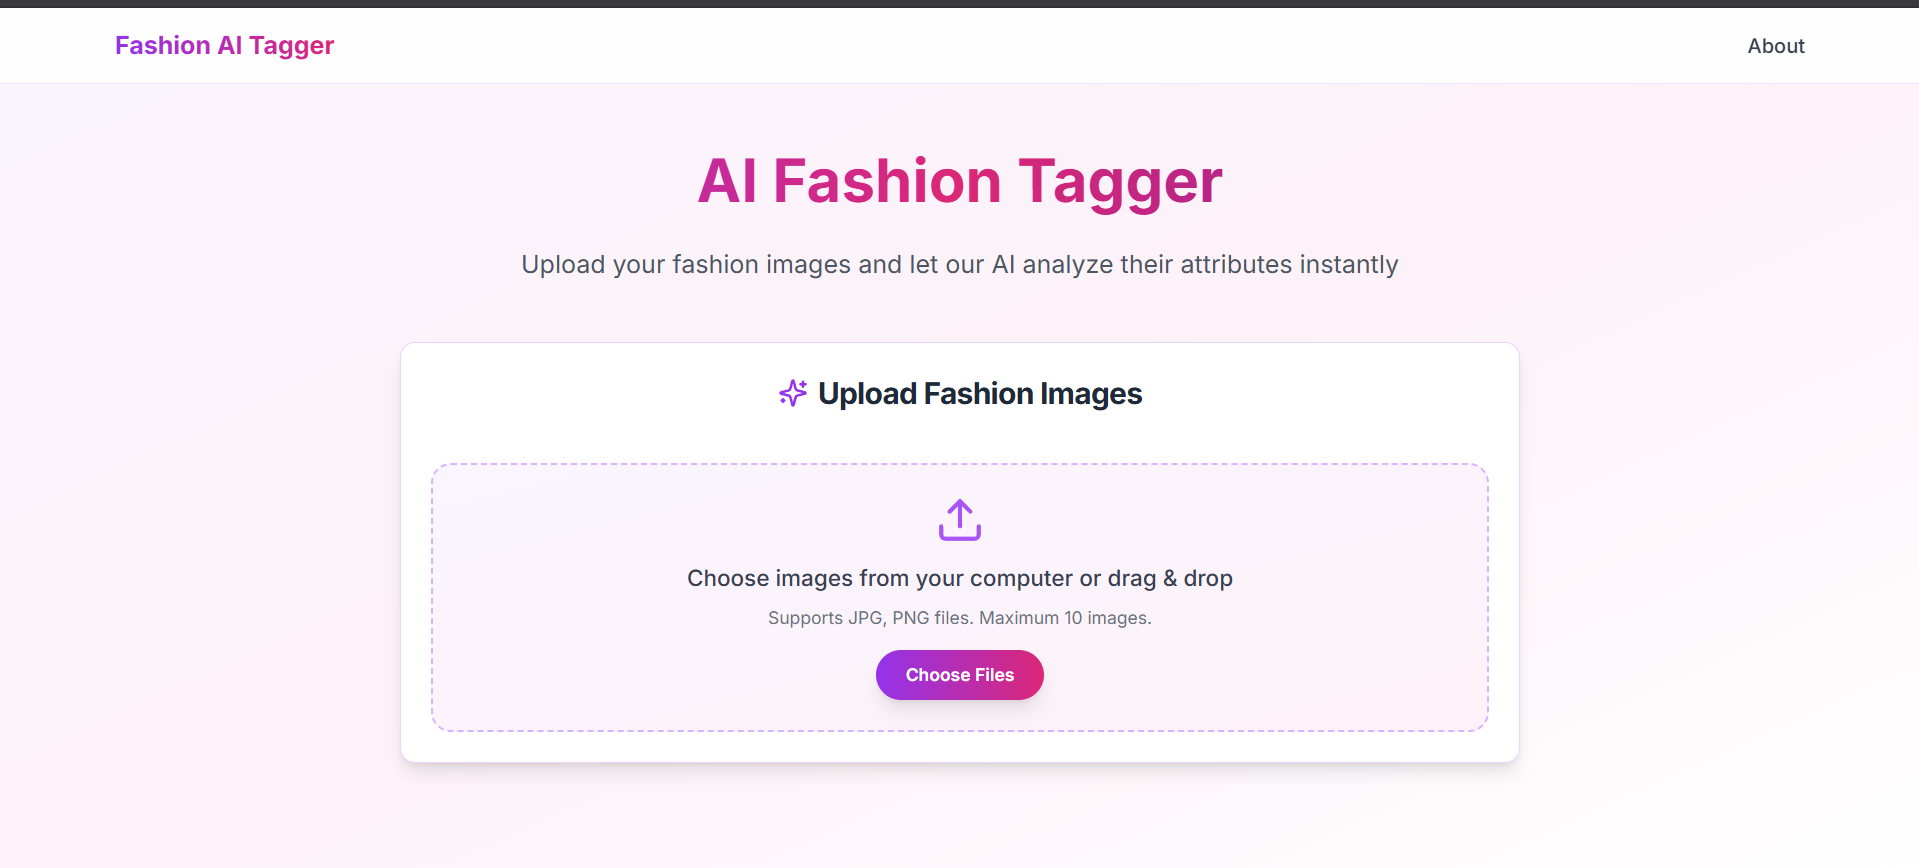 Fashion AI Tagger
About
AI Fashion Tagger
Upload your fashion images and let our AI analyze their attributes instantly
Upload Fashion Images
Choose images from your computer or drag & drop
Supports JPG, PNG files. Maximum 10 images.
Choose Files